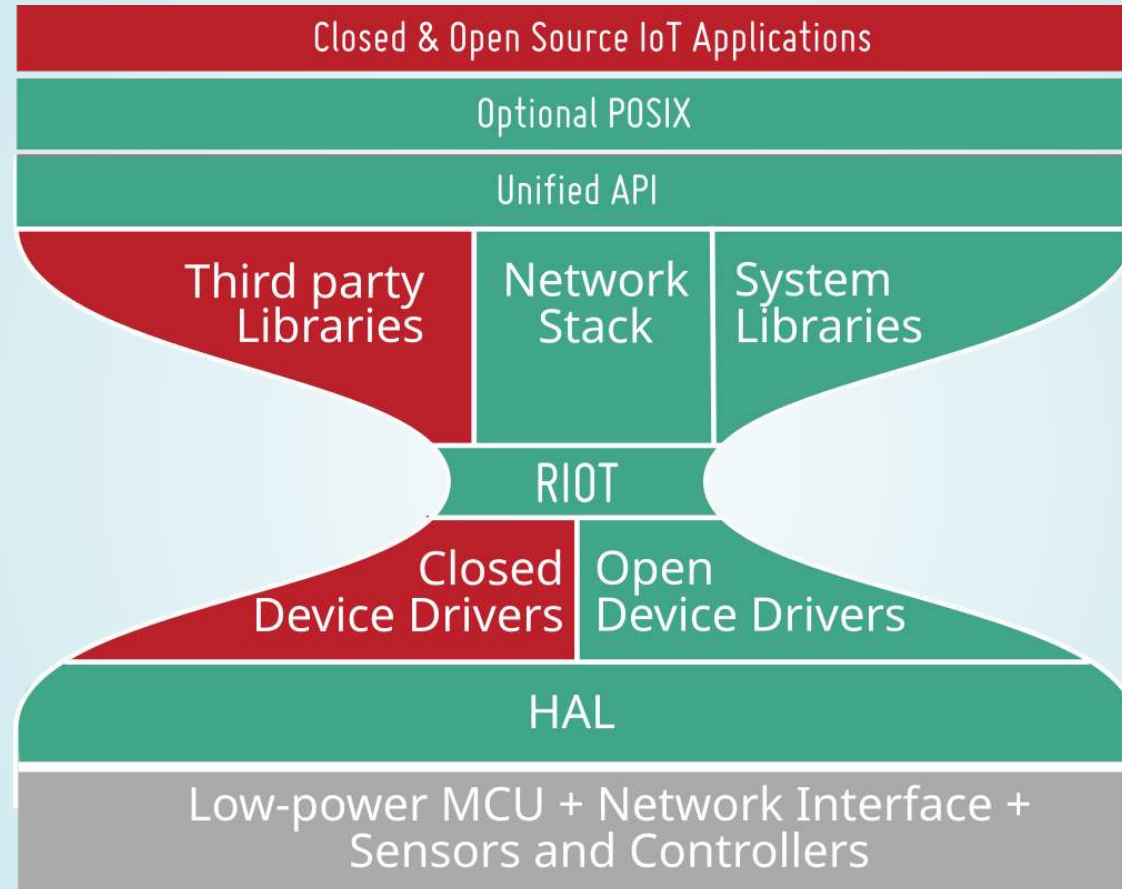 Closed & Open Source IoT Applications
Optional POSIX
Unified API
Third party
Libraries
Network
Stack
System
Libraries
RIOT
Closed
Device Drivers
Open
Device Drivers
HAL
Low-power MCU + Network Interface +
Sensors and Controllers